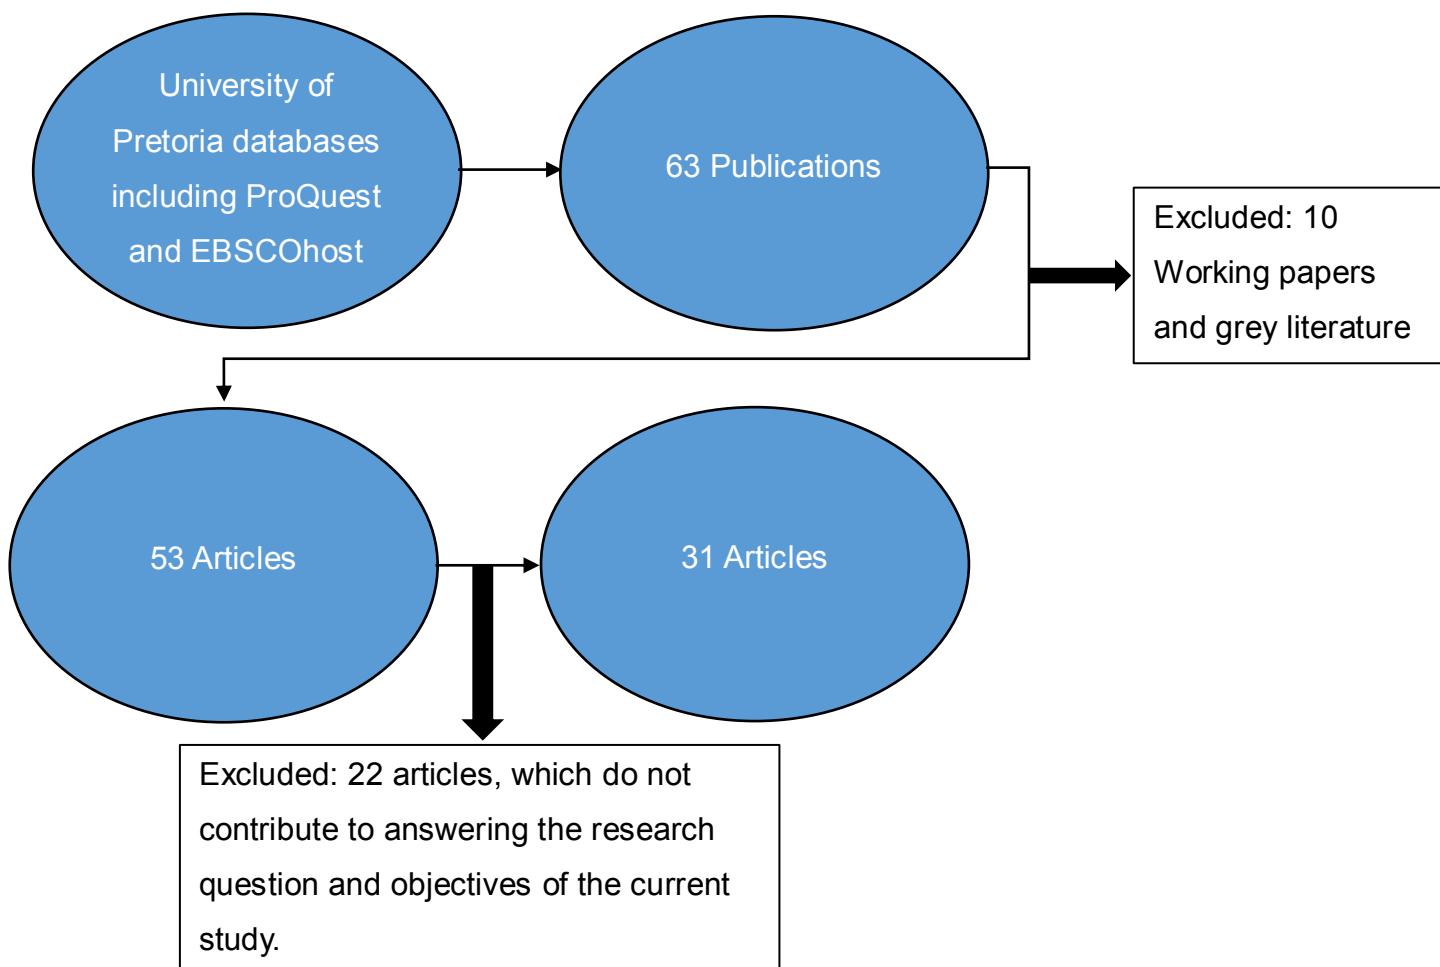 University of
Pretoria databases
including ProQuest
and EBSCOhost
63 Publications
Excluded: 10
Working papers
and grey literature
53 Articles
31 Articles
Excluded: 22 articles, which do not
contribute to answering the research
question and objectives of the current
study.